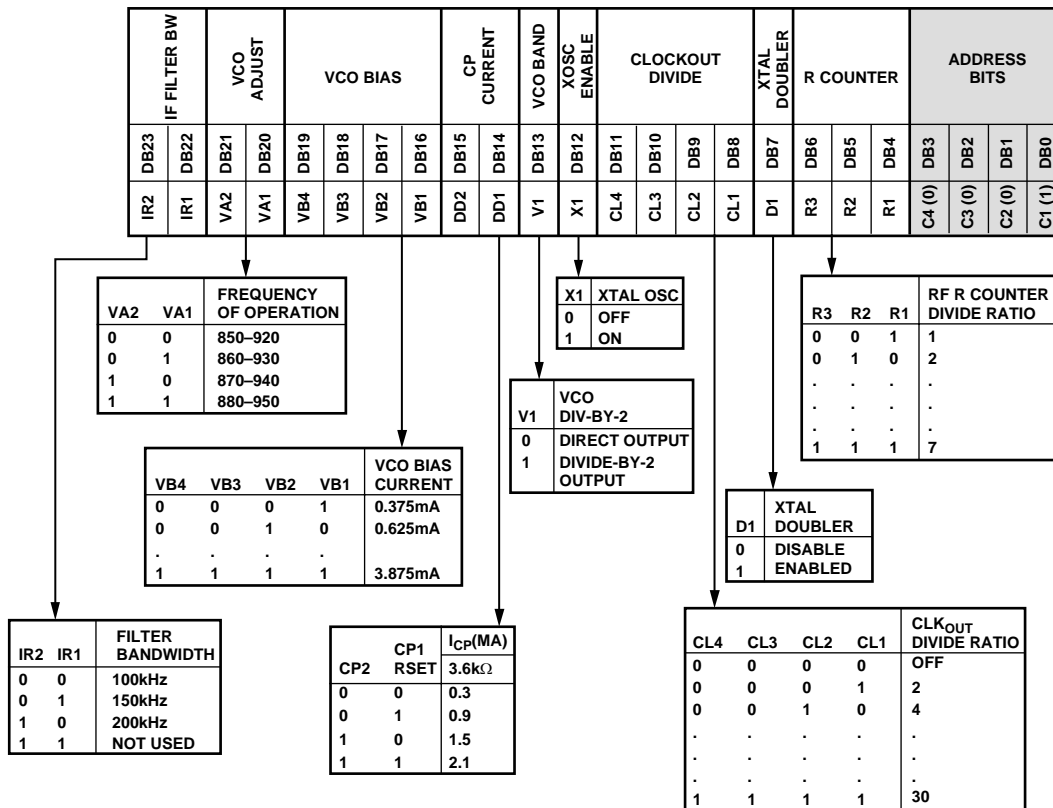 IF FILTER BW
VCO ADJUST
VCO BIAS
CP CURRENT
VCO BAND
XOSC ENABLE
CLOCKOUT DIVIDE
XTAL DOUBLER
R COUNTER
ADDRESS BITS
DB23 DB22 DB21 DB20 DB19 DB18 DB17 DB16 DB15 DB14 DB13 DB12 DB11 DB10 DB9 DB8 DB7 DB6 DB5 DB4 DB3 DB2 DB1 DB0
IR2 IR1 VA2 VA1 VB4 VB3 VB2 VB1 DD2 DD1 V1 X1 CL4 CL3 CL2 CL1 D1 R3 R2 R1 C4 (0) C3 (0) C2 (0) C1 (1)
VA2 VA1 FREQUENCY OF OPERATION
0 0 850–920
0 1 860–930
1 0 870–940
1 1 880–950
X1 XTAL OSC
0 OFF
1 ON
R3 R2 R1 RF R COUNTER DIVIDE RATIO
0 0 1 1
0 1 0 2
. . . .
. . . .
. . . .
1 1 1 7
V1 VCO DIV-BY-2
0 DIRECT OUTPUT
1 DIVIDE-BY-2 OUTPUT
VB4 VB3 VB2 VB1 VCO BIAS CURRENT
0 0 0 1 0.375mA
0 0 1 0 0.625mA
. . . .
1 1 1 1 3.875mA
D1 XTAL DOUBLER
0 DISABLE
1 ENABLED
IR2 IR1 FILTER BANDWIDTH
0 0 100kHz
0 1 150kHz
1 0 200kHz
1 1 NOT USED
CP2 CP1 RSET ICP(MA) 3.6kΩ
0 0 0.3
0 1 0.9
1 0 1.5
1 1 2.1
CL4 CL3 CL2 CL1 CLKOUT DIVIDE RATIO
0 0 0 0 OFF
0 0 0 1 2
0 0 1 0 4
. . . . .
. . . . .
. . . . .
1 1 1 1 30